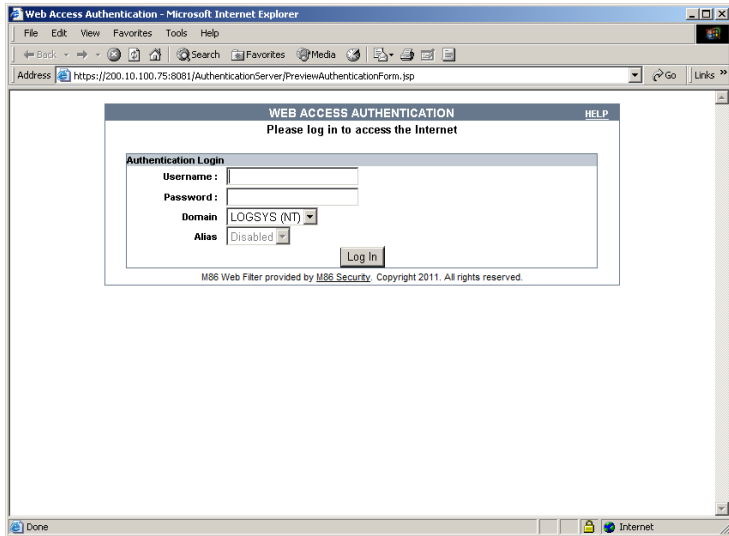 Web Access Authentication - Microsoft Internet Explorer
File Edit View Favorites Tools Help
Back Search Favorites Media
Address https://200.10.100.75:8081/AuthenticationServer/PreviewAuthenticationForm.jsp Go Links »
WEB ACCESS AUTHENTICATION HELP
Please log in to access the Internet
Authentication Login
Username :
Password :
Domain LOGSYS (NT)
Alias Disabled
Log In
M86 Web Filter provided by M86 Security. Copyright 2011. All rights reserved.
Done Internet